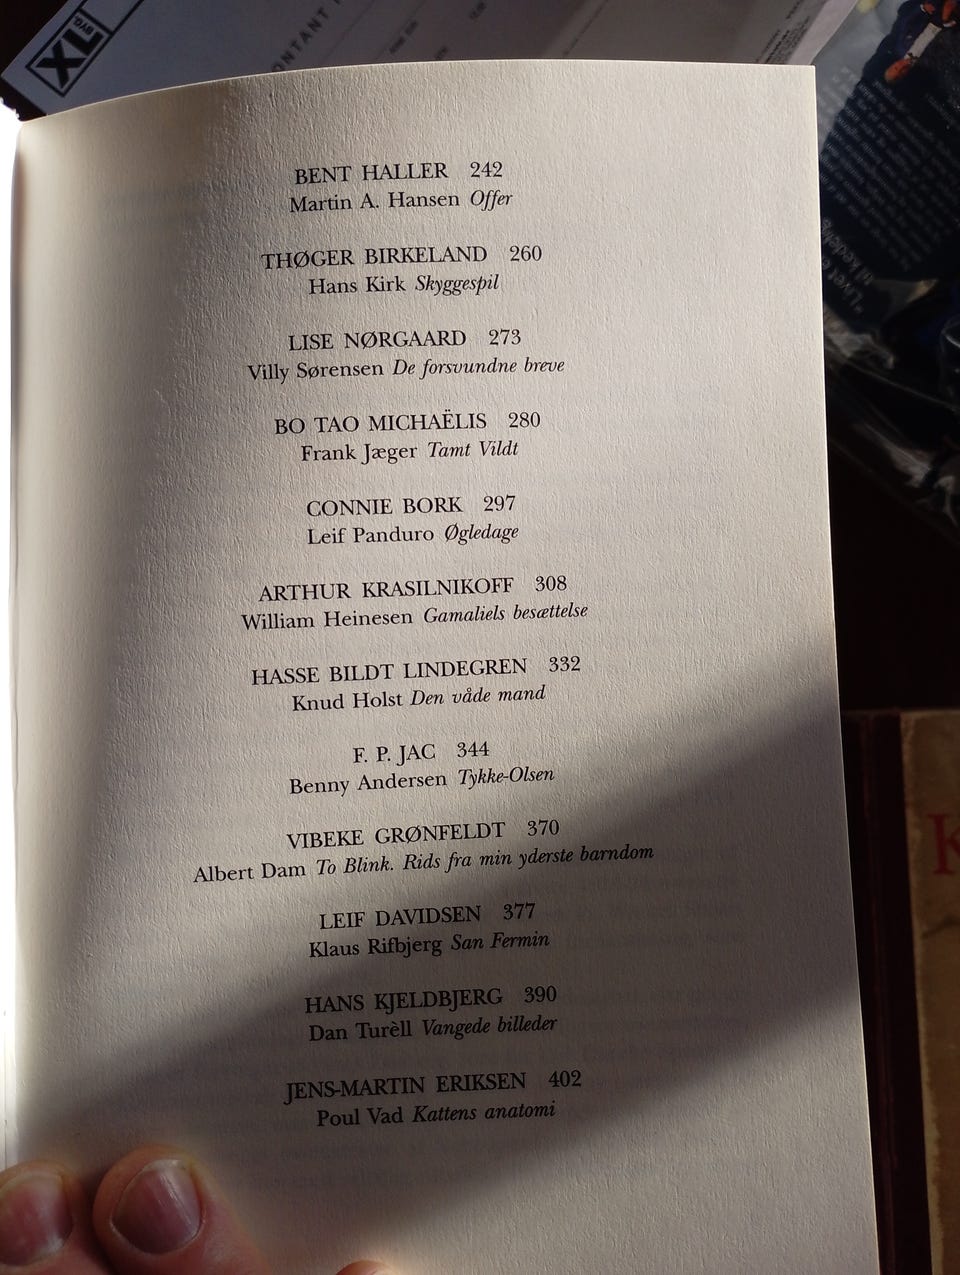 XL
BYG
BENT HALLER 242
Martin A. Hansen Offer
THØGER BIRKELAND 260
Hans Kirk Skyggespil
LISE NØRGAARD 273
Villy Sørensen De forsvundne breve
BO TAO MICHAËLIS 280
Frank Jæger Tamt Vildt
CONNIE BORK 297
Leif Panduro Øgledage
ARTHUR KRASILNIKOFF 308
William Heinesen Gamaliels besættelse
HASSE BILDT LINDEGREN 332
Knud Holst Den våde mand
F. P. JAC 344
Benny Andersen Tykke-Olsen
VIBEKE GRØNFELDT 370
Albert Dam To Blink. Rids fra min yderste barndom
LEIF DAVIDSEN 377
Klaus Rifbjerg San Fermin
HANS KJELDBJERG 390
Dan Turèll Vangede billeder
JENS-MARTIN ERIKSEN 402
Poul Vad Kattens anatomi